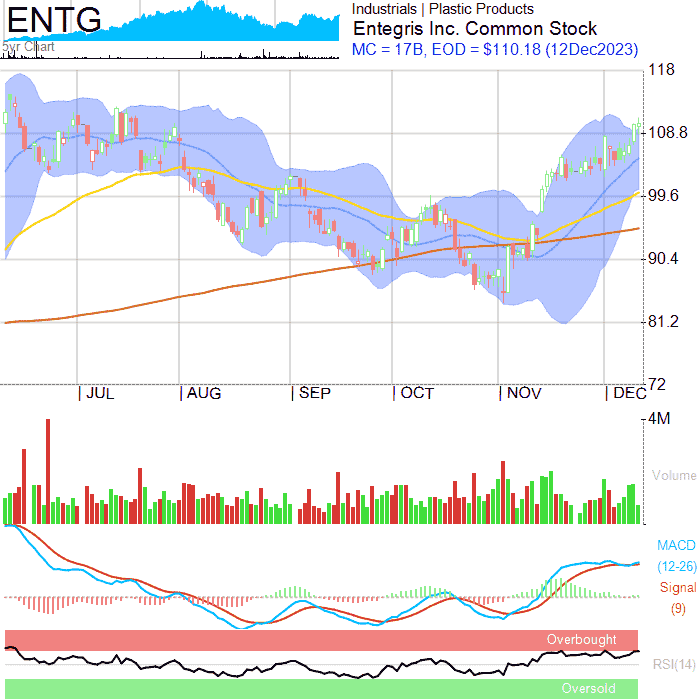 ENTG
5yr Chart
Industrials | Plastic Products
Entegris Inc. Common Stock
MC = 17B, EOD = $110.18 (12Dec2023)
118
108.8
99.6
90.4
81.2
72
JUL
AUG
SEP
OCT
NOV
DEC
4M
Volume
MACD
(12-26)
Signal
(9)
Overbought
RSI(14)
Oversold